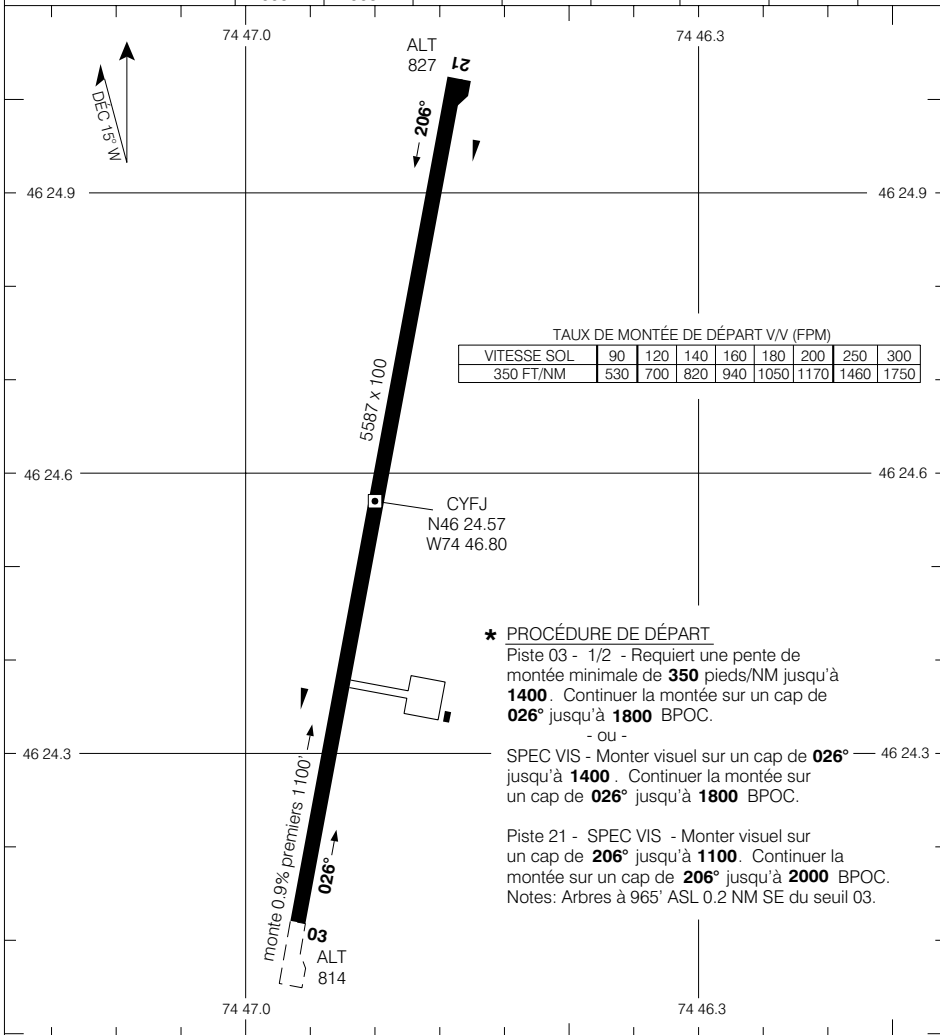 74 47.0
74 46.3
ALT
827
21
206°
DÉC 15° W
46 24.9
46 24.9
TAUX DE MONTÉE DE DÉPART V/V (FPM)
VITESSE SOL 90 120 140 160 180 200 250 300
350 FT/NM 530 700 820 940 1050 1170 1460 1750
5587 x 100
46 24.6
46 24.6
CYFJ
N46 24.57
W74 46.80
* PROCÉDURE DE DÉPART
Piste 03 - 1/2 - Requiert une pente de
montée minimale de 350 pieds/NM jusqu'à
1400. Continuer la montée sur un cap de
026° jusqu'à 1800 BPOC.
- ou -
SPEC VIS - Monter visuel sur un cap de 026°
jusqu'à 1400. Continuer la montée sur
un cap de 026° jusqu'à 1800 BPOC.
46 24.3
46 24.3
Piste 21 - SPEC VIS - Monter visuel sur
un cap de 206° jusqu'à 1100. Continuer la
montée sur un cap de 206° jusqu'à 2000 BPOC.
Notes: Arbres à 965' ASL 0.2 NM SE du seuil 03.
monte 0.9% premiers 1100'
026°
03
ALT
814
74 47.0
74 46.3